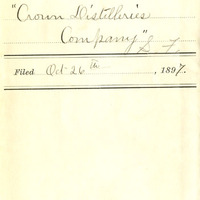 "Crown Distilleries
Company" S. F.
Filed Oct 26th, 1897.